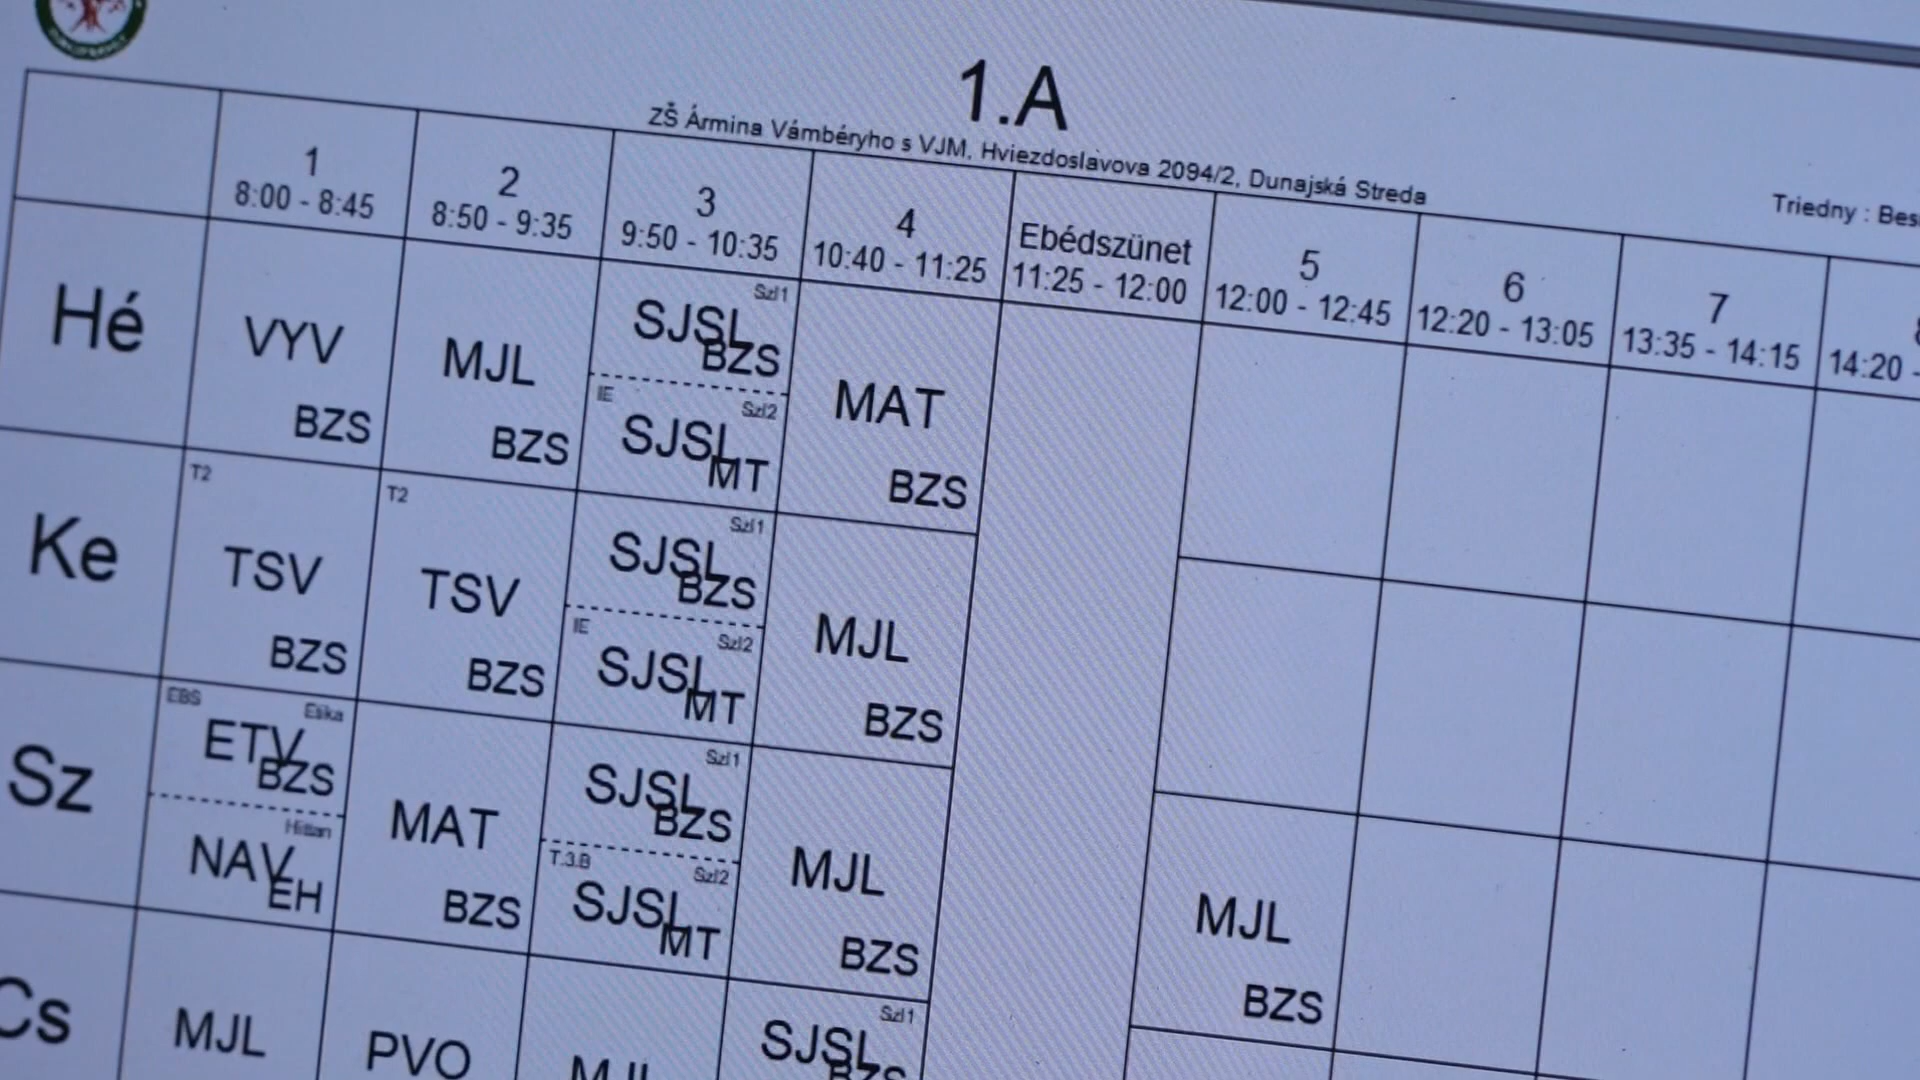 1.A
ZŠ Ármina Vámbéryho s VJM, Hviezdoslavova 2094/2, Dunajská Streda
Triedny : Bes
1
8:00 - 8:45
2
8:50 - 9:35
3
9:50 - 10:35
4
10:40 - 11:25
Ebédszünet
11:25 - 12:00
5
12:00 - 12:45
6
12:20 - 13:05
7
13:35 - 14:15
14:20 -
Hé
VYV
BZS
MJL
BZS
Szl1
SJSL
BZS
IE
Szl2
SJSL
MT
MAT
BZS
Ke
T2
TSV
BZS
T2
TSV
BZS
Szl1
SJSL
BZS
IE
Szl2
SJSL
MT
MJL
BZS
Sz
EBS
Etika
ETV
BZS
Hittan
NAV
EH
MAT
BZS
Szl1
SJSL
BZS
T.3.B
Szl2
SJSL
MT
MJL
BZS
MJL
BZS
Cs
MJL
PVO
MJL
Szl1
SJSL
BZS